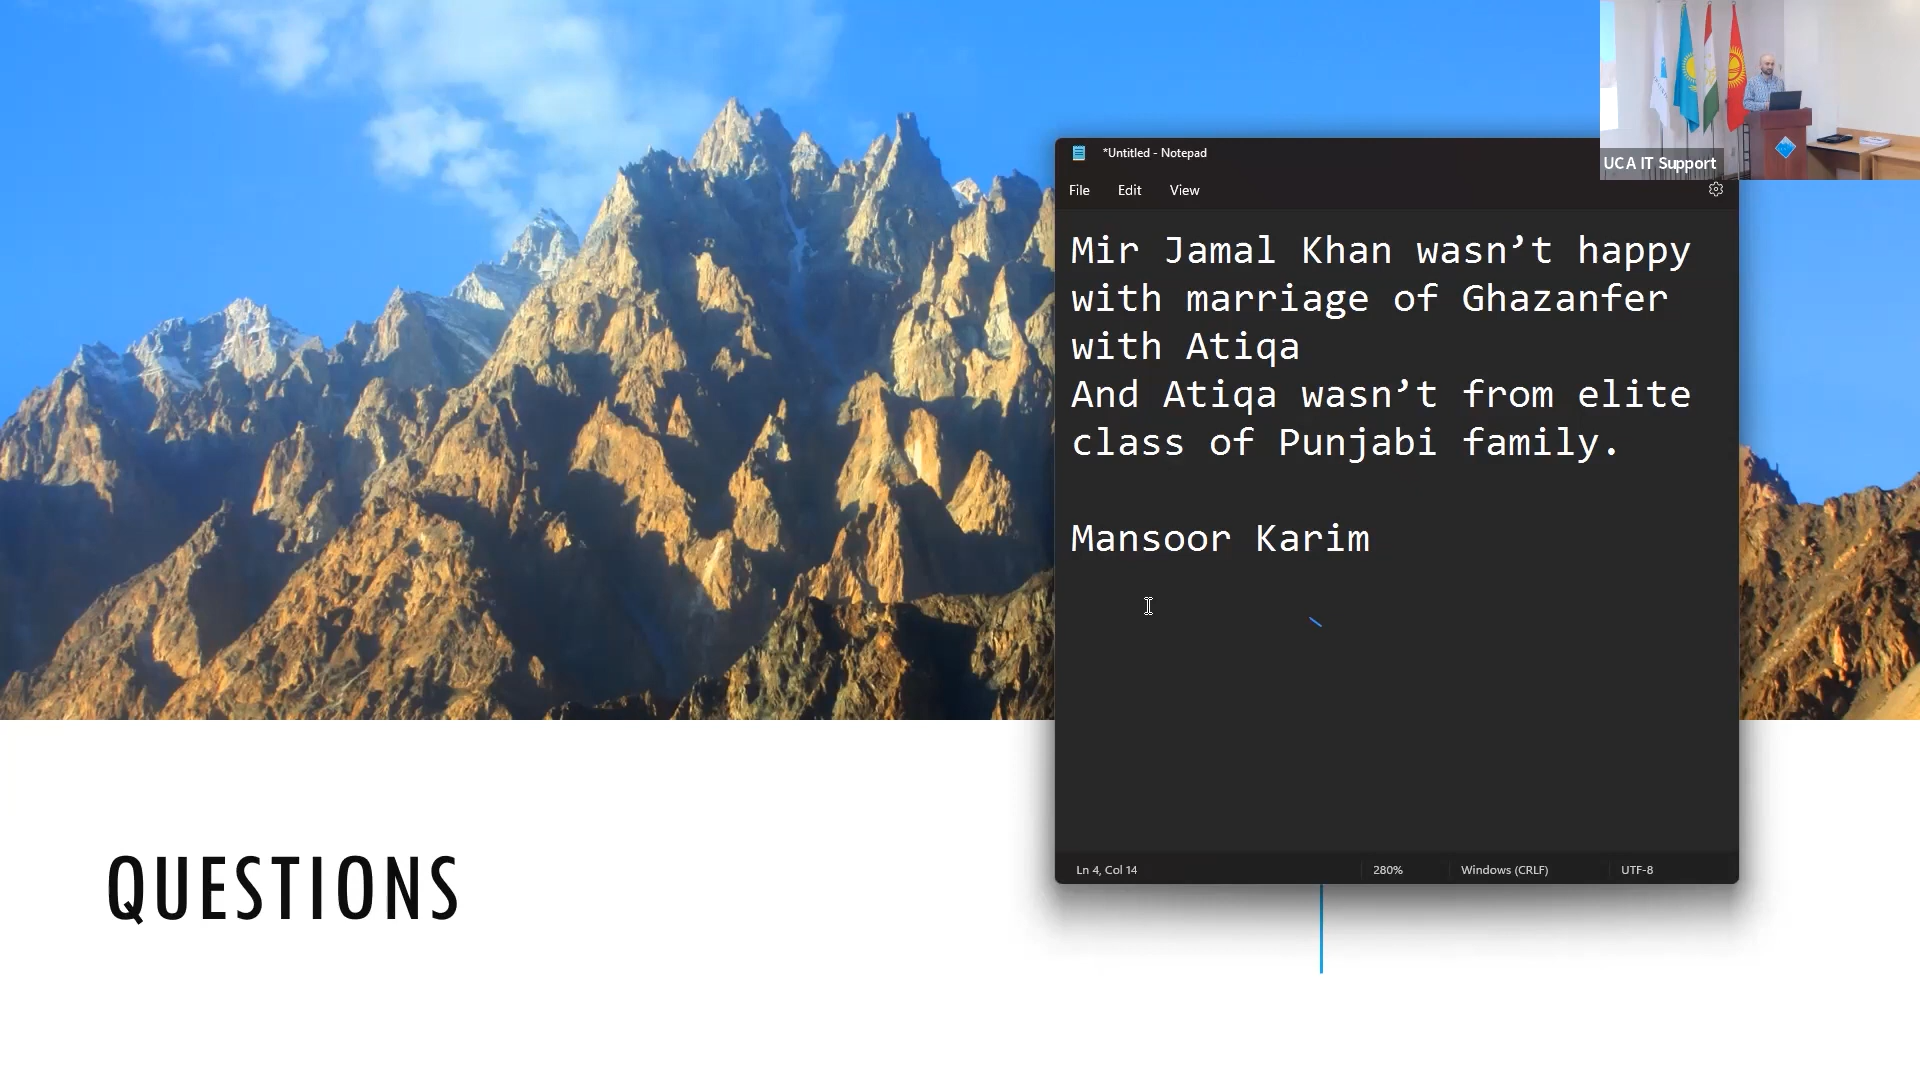 UCA IT Support
*Untitled - Notepad
File Edit View
Mir Jamal Khan wasn’t happy
with marriage of Ghazanfer
with Atiqa
And Atiqa wasn’t from elite
class of Punjabi family.
Mansoor Karim
Ln 4, Col 14 280% Windows (CRLF) UTF-8
QUESTIONS